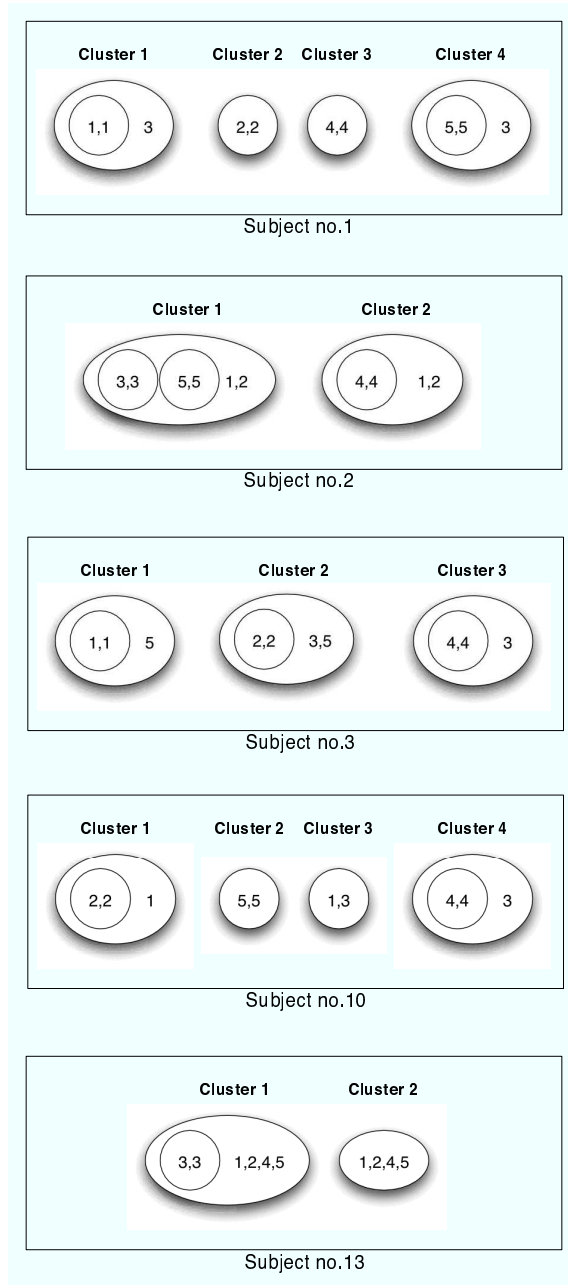 Cluster 1 Cluster 2 Cluster 3 Cluster 4
1,1 3 2,2 4,4 5,5 3
Subject no.1
Cluster 1 Cluster 2
3,3 5,5 1,2 4,4 1,2
Subject no.2
Cluster 1 Cluster 2 Cluster 3
1,1 5 2,2 3,5 4,4 3
Subject no.3
Cluster 1 Cluster 2 Cluster 3 Cluster 4
2,2 1 5,5 1,3 4,4 3
Subject no.10
Cluster 1 Cluster 2
3,3 1,2,4,5 1,2,4,5
Subject no.13